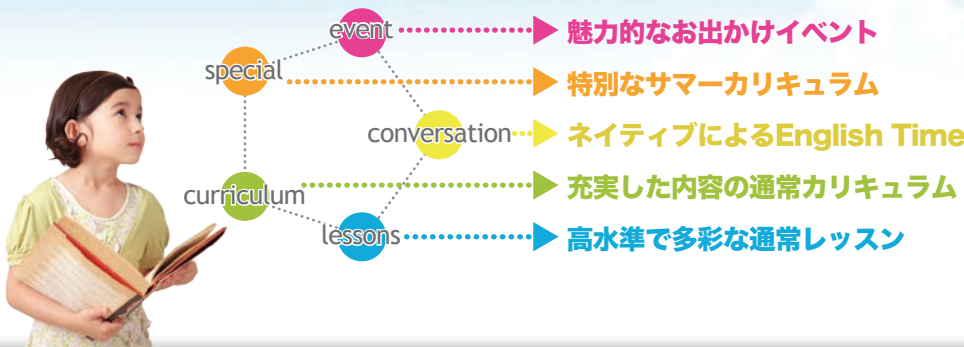 event 魅力的なお出かけイベント
special 特別なサマーカリキュラム
conversation ネイティブによるEnglish Time
curriculum 充実した内容の通常カリキュラム
lessons 高水準で多彩な通常レッスン